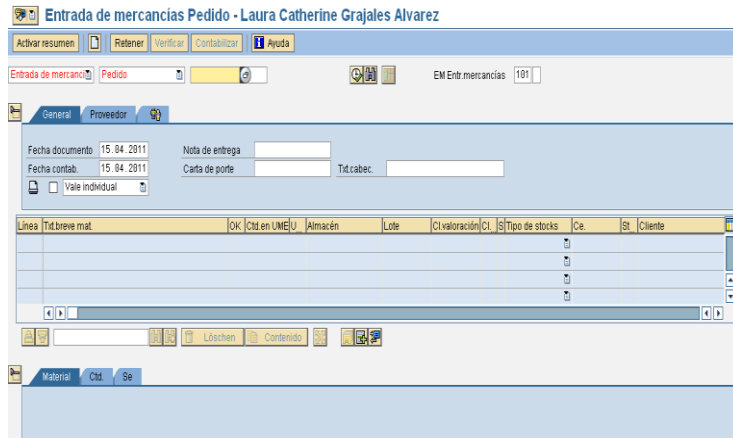 Entrada de mercancías Pedido - Laura Catherine Grajales Alvarez
Activar resumen Retener Verificar Contabilizar Ayuda
Entrada de mercancí Pedido EM Entr.mercancías 101
General Proveedor
Fecha documento 15.04.2011 Nota de entrega
Fecha contab. 15.04.2011 Carta de porte Txt.cabec.
Vale individual
Línea Txt.breve mat. OK Ctd.en UME U_ Almacén Lote Cl.valoración Cl._ S Tipo de stocks Ce. St_ Cliente
Löschen Contenido
Material Ctd. Se